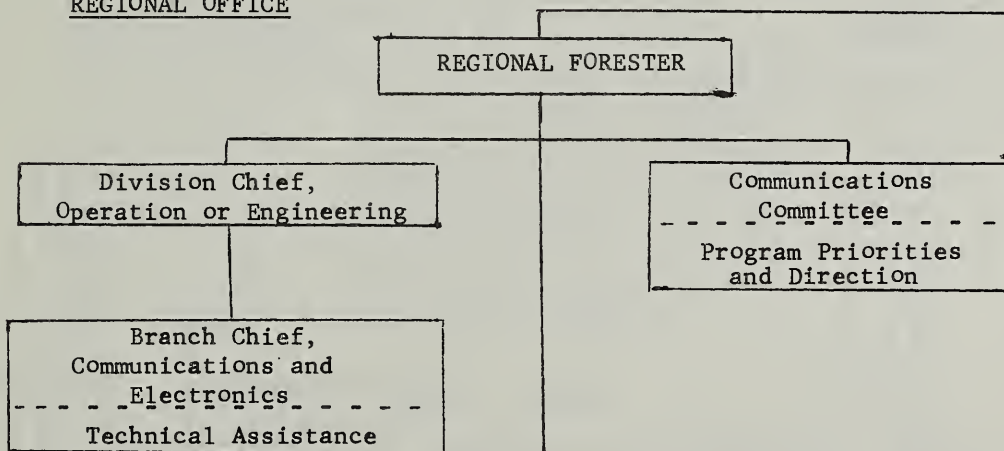 REGIONAL OFFICE
REGIONAL FORESTER
Division Chief,
Operation or Engineering
Communications
Committee
Program Priorities
and Direction
Branch Chief,
Communications and
Electronics
Technical Assistance